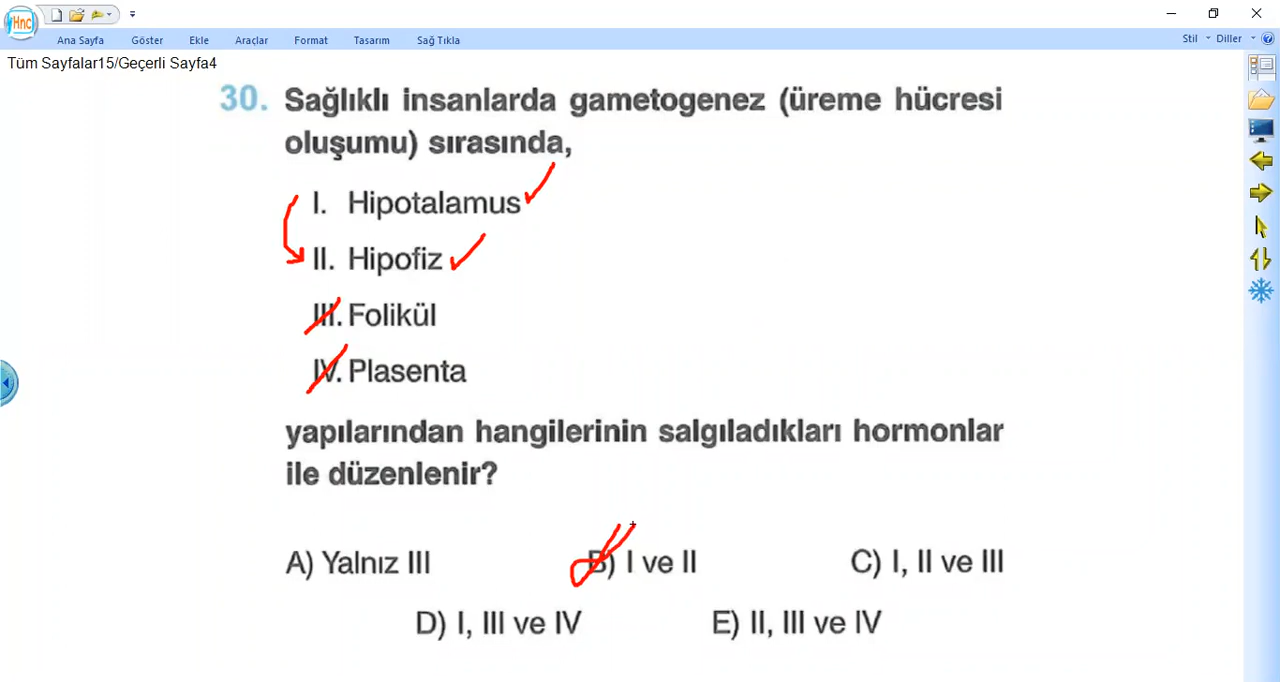 Hnc
Ana Sayfa Göster Ekle Araçlar Format Tasarım Sağ Tıkla Stil Diller
Tüm Sayfalar15/Geçerli Sayfa4
30. Sağlıklı insanlarda gametogenez (üreme hücresi
oluşumu) sırasında,
I. Hipotalamus
II. Hipofiz
III. Folikül
IV. Plasenta
yapılarından hangilerinin salgıladıkları hormonlar
ile düzenlenir?
A) Yalnız III B) I ve II C) I, II ve III
D) I, III ve IV E) II, III ve IV